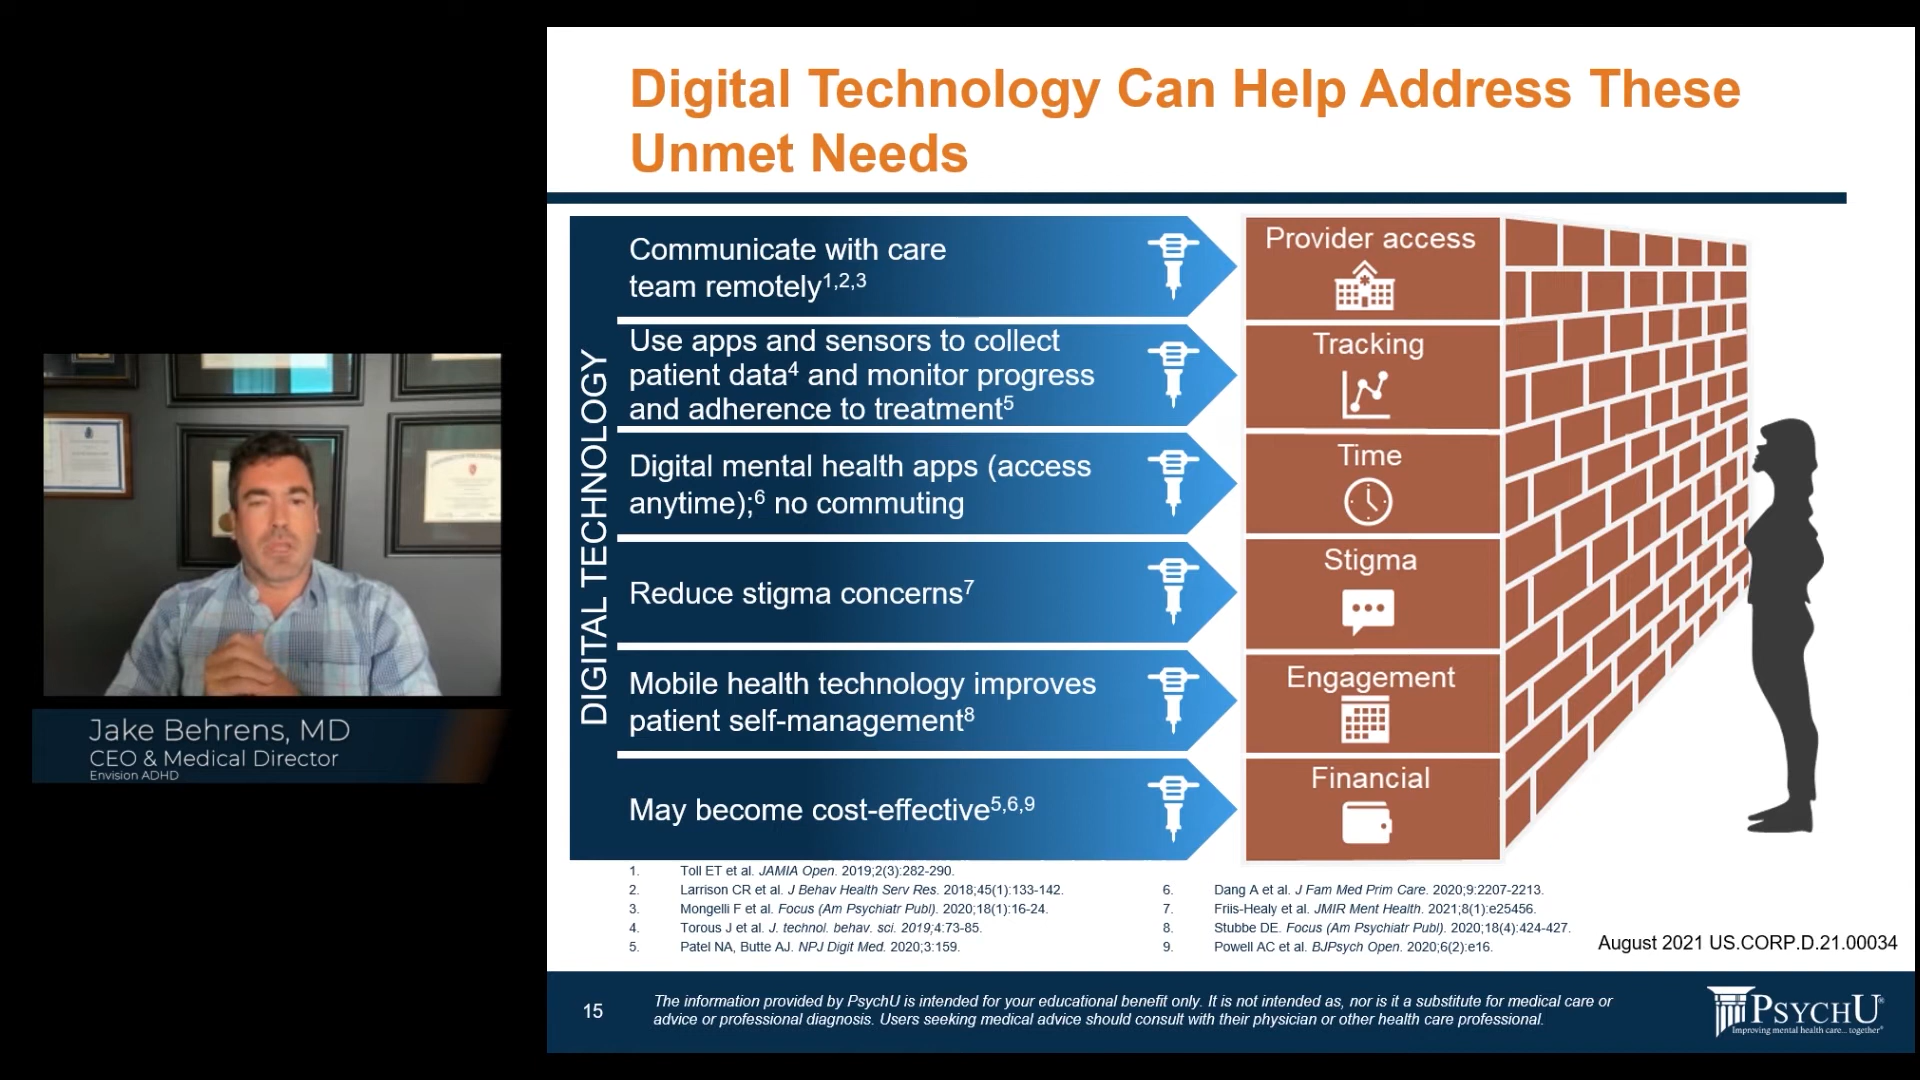 Digital Technology Can Help Address These
Unmet Needs
DIGITAL TECHNOLOGY
Communicate with care
team remotely1,2,3
Provider access
Use apps and sensors to collect
patient data4 and monitor progress
and adherence to treatment5
Tracking
Digital mental health apps (access
anytime);6 no commuting
Time
Reduce stigma concerns7
Stigma
Mobile health technology improves
patient self-management8
Engagement
May become cost-effective5,6,9
Financial
Jake Behrens, MD
CEO & Medical Director
Envision ADHD
1. Toll ET et al. JAMIA Open. 2019;2(3):282-290.
2. Larrison CR et al. J Behav Health Serv Res. 2018;45(1):133-142.
3. Mongelli F et al. Focus (Am Psychiatr Publ). 2020;18(1):16-24.
4. Torous J et al. J. technol. behav. sci. 2019;4:73-85.
5. Patel NA, Butte AJ. NPJ Digit Med. 2020;3:159.
6. Dang A et al. J Fam Med Prim Care. 2020;9:2207-2213.
7. Friis-Healy et al. JMIR Ment Health. 2021;8(1):e25456.
8. Stubbe DE. Focus (Am Psychiatr Publ). 2020;18(4):424-427.
9. Powell AC et al. BJPsych Open. 2020;6(2):e16.
August 2021 US.CORP.D.21.00034
15
The information provided by PsychU is intended for your educational benefit only. It is not intended as, nor is it a substitute for medical care or
advice or professional diagnosis. Users seeking medical advice should consult with their physician or other health care professional.
PSYCHU®
Improving mental health care... together®